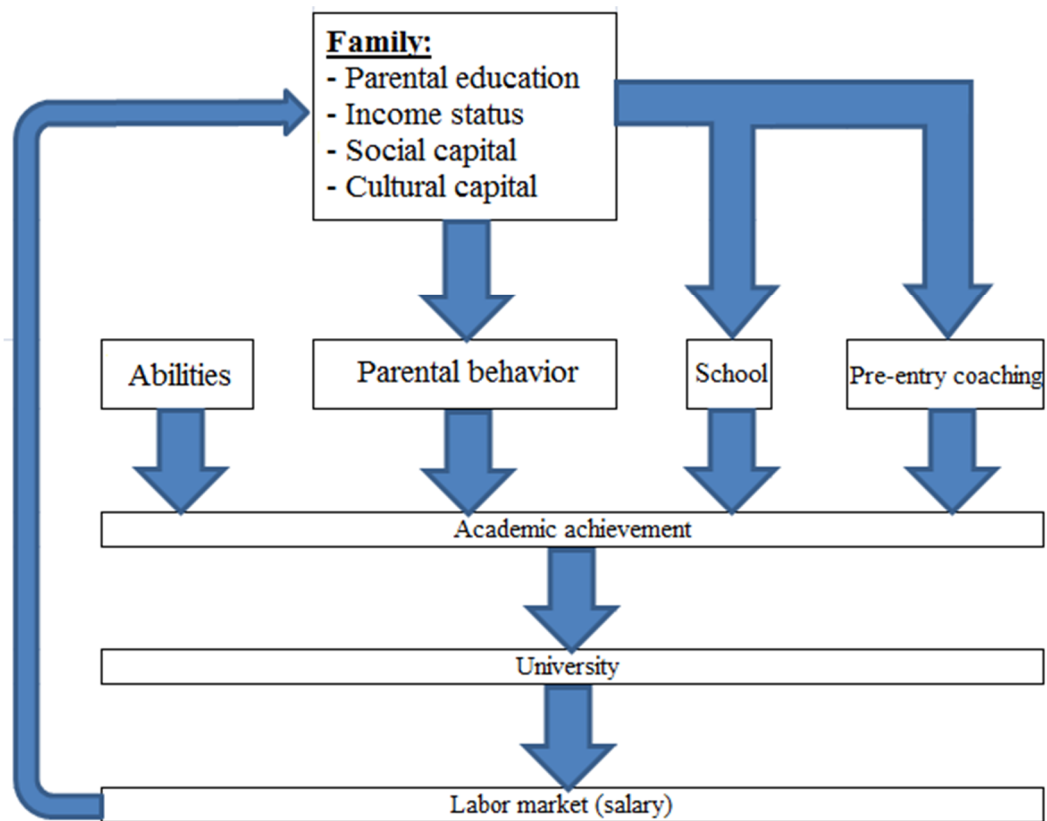 Family:
- Parental education
- Income status
- Social capital
- Cultural capital
Abilities
Parental behavior
School
Pre-entry coaching
Academic achievement
University
Labor market (salary)